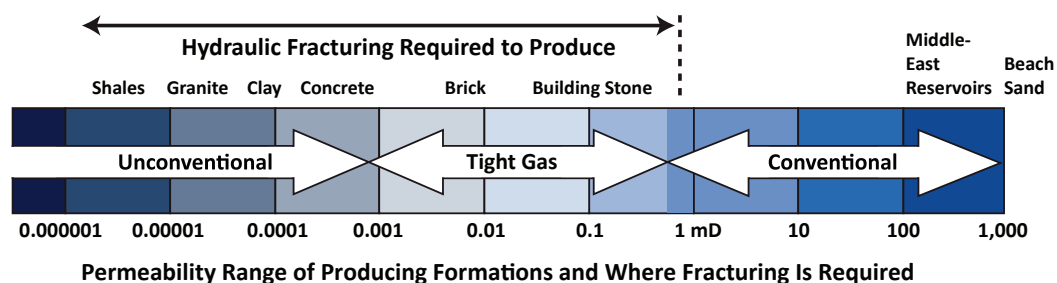 Hydraulic Fracturing Required to Produce
Middle-
East
Reservoirs
Beach
Sand
Shales Granite Clay Concrete Brick Building Stone
Unconventional Tight Gas Conventional
0.000001 0.00001 0.0001 0.001 0.01 0.1 1 mD 10 100 1,000
Permeability Range of Producing Formations and Where Fracturing Is Required